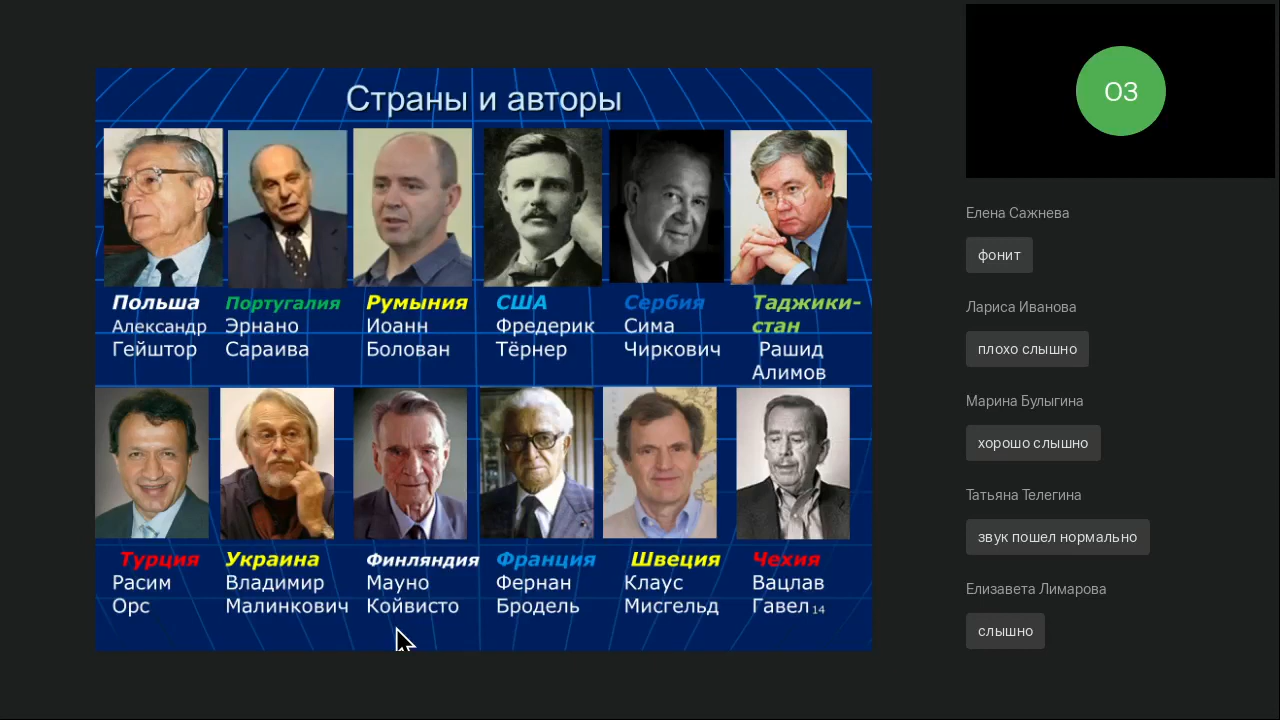 Страны и авторы
Польша
Александр
Гейштор
Португалия
Эрнано
Сараива
Румыния
Иоанн
Болован
США
Фредерик
Тёрнер
Сербия
Сима
Чиркович
Таджики-
стан
Рашид
Алимов
Турция
Расим
Орс
Украина
Владимир
Малинкович
Финляндия
Мауно
Койвисто
Франция
Фернан
Бродель
Швеция
Клаус
Мисгельд
Чехия
Вацлав
Гавел 14
ОЗ
Елена Сажнева
фонит
Лариса Иванова
плохо слышно
Марина Булыгина
хорошо слышно
Татьяна Телегина
звук пошел нормально
Елизавета Лимарова
слышно